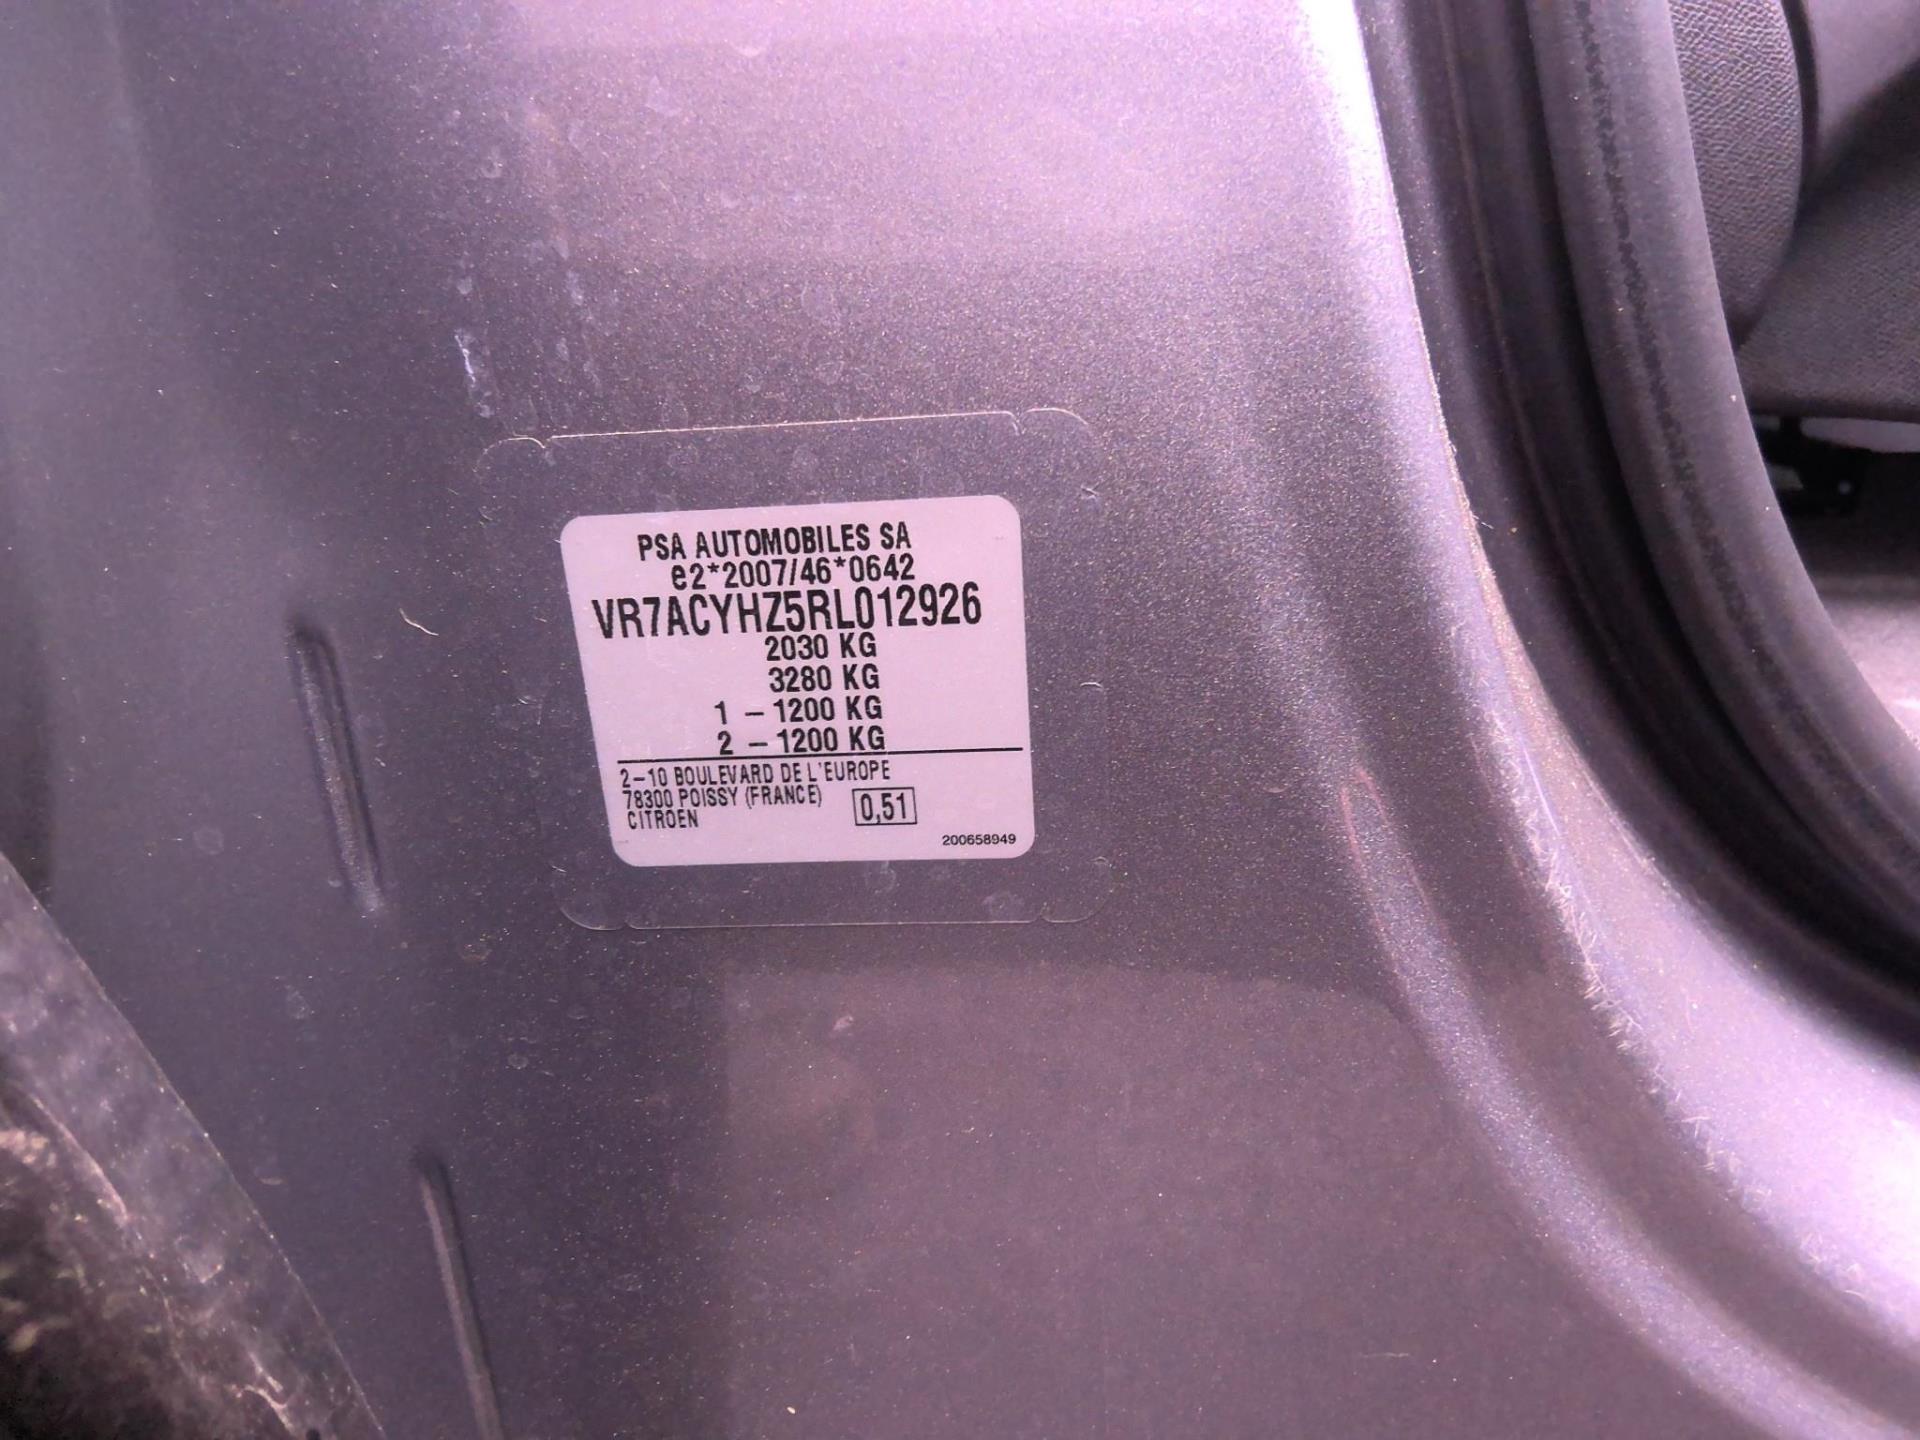 PSA AUTOMOBILES SA
e2*2007/46*0642
VR7ACYHZ5RL012926
2030 KG
3280 KG
1 - 1200 KG
2 - 1200 KG
2-10 BOULEVARD DE L'EUROPE
78300 POISSY (FRANCE)
CITROEN
0,51
200658949